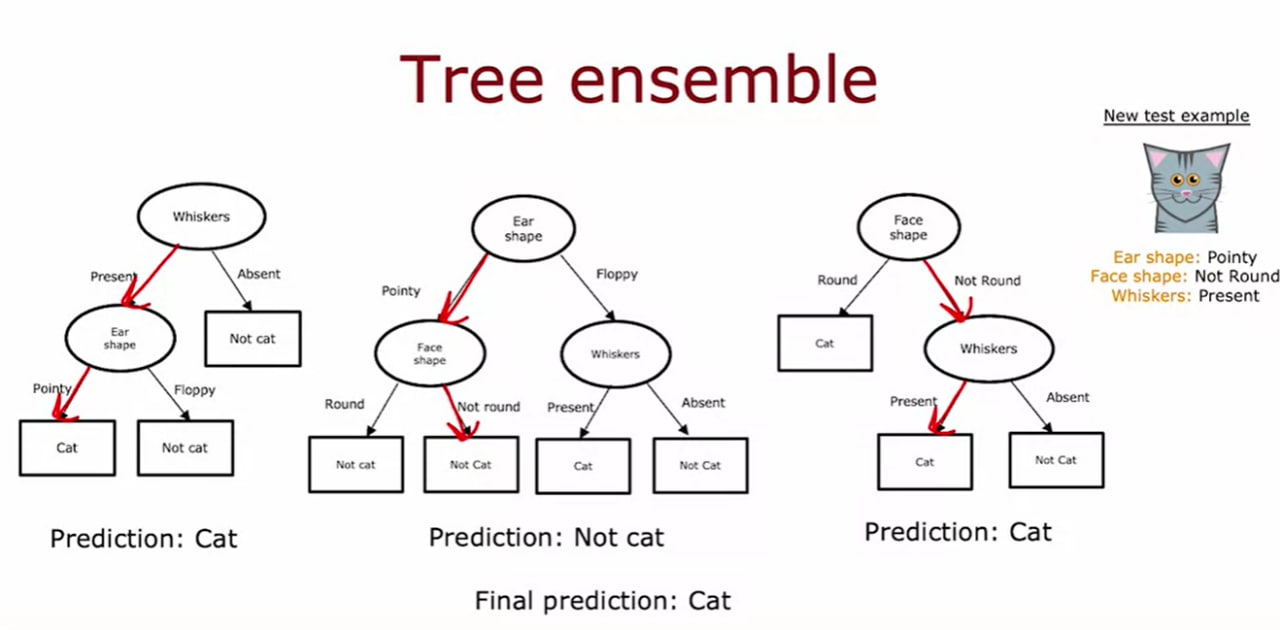 Tree ensemble
New test example
Ear shape: Pointy
Face shape: Not Round
Whiskers: Present
Whiskers
Present
Absent
Ear
shape
Not cat
Pointy
Floppy
Cat
Not cat
Prediction: Cat
Ear
shape
Pointy
Floppy
Face
shape
Whiskers
Round
Not round
Present
Absent
Not cat
Not Cat
Cat
Not Cat
Prediction: Not cat
Face
shape
Round
Not Round
Cat
Whiskers
Present
Absent
Cat
Not Cat
Prediction: Cat
Final prediction: Cat